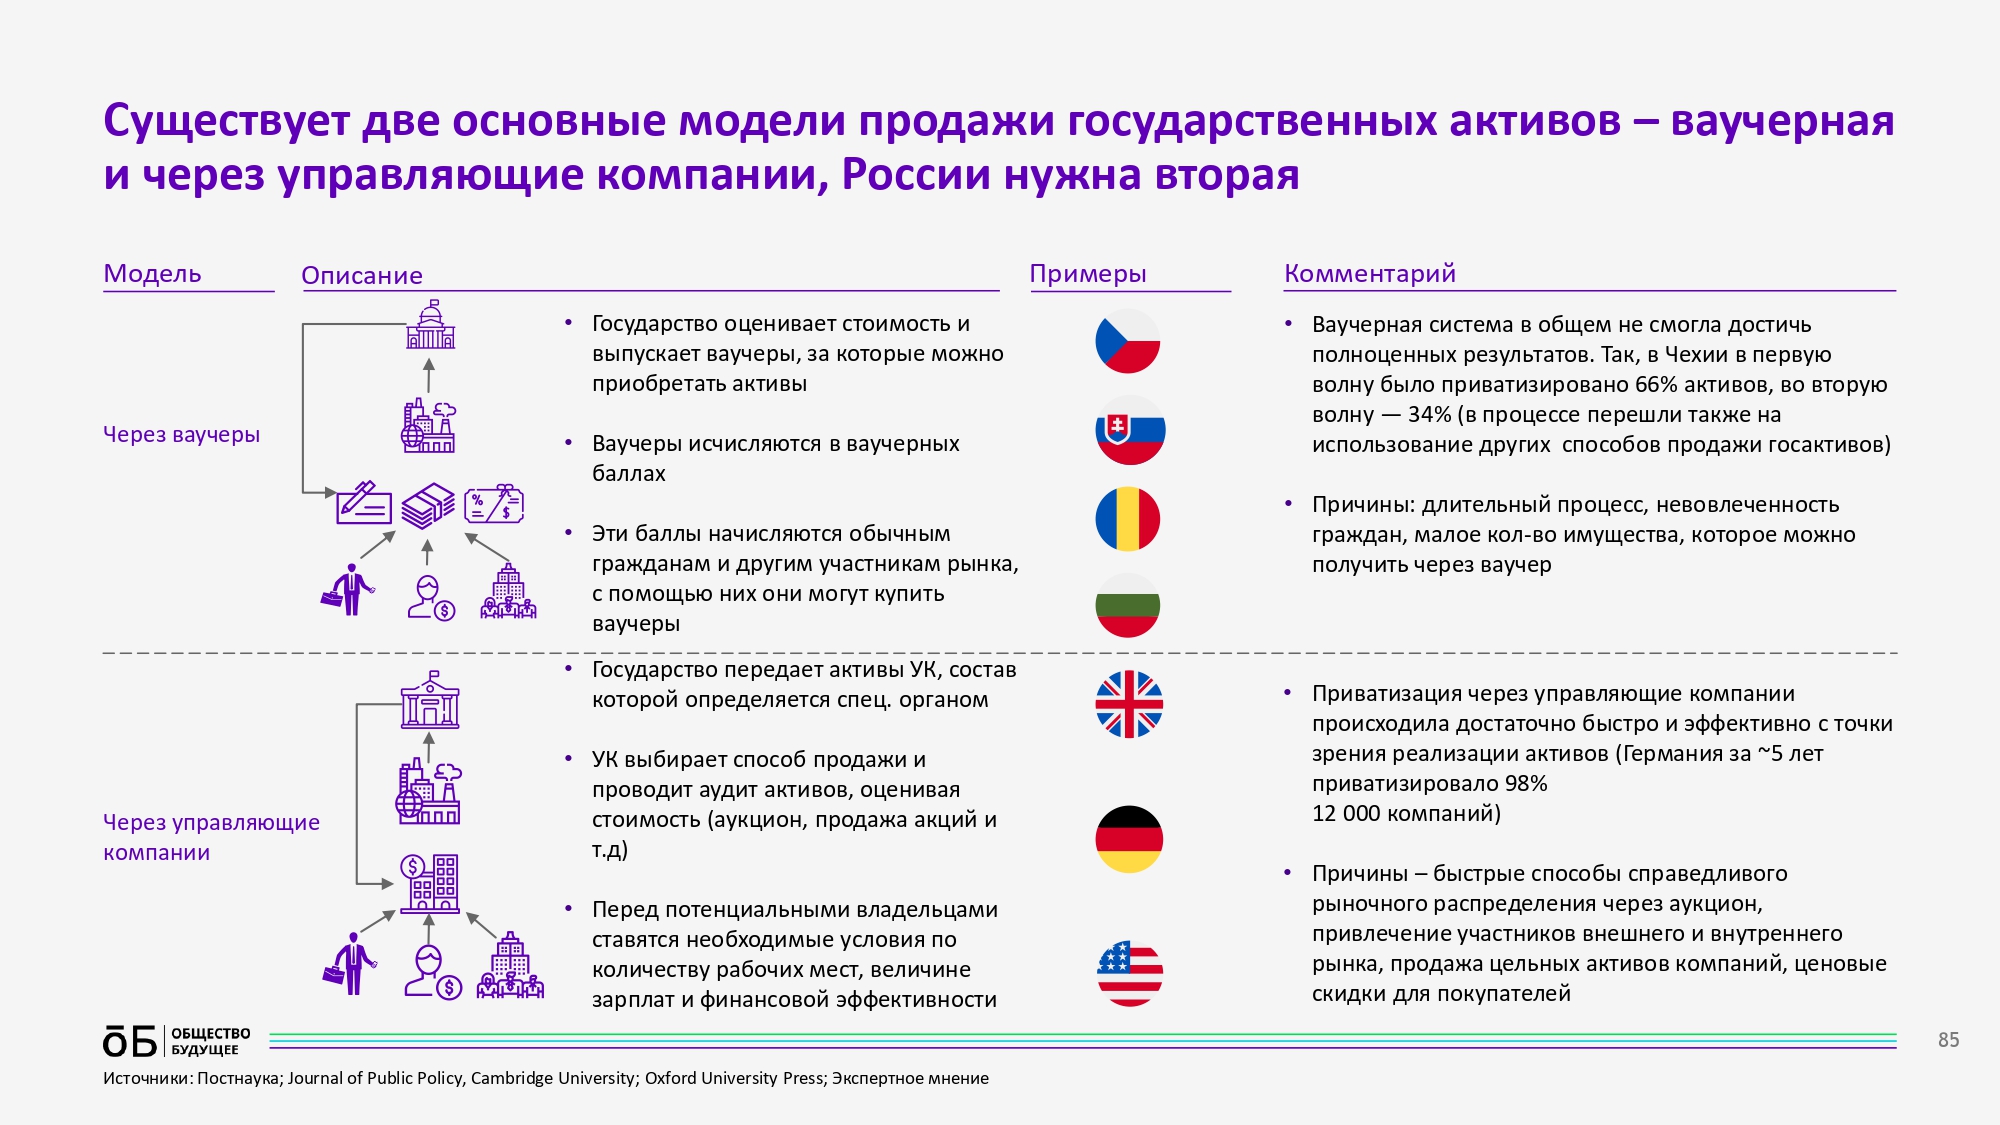 Существует две основные модели продажи государственных активов – ваучерная
и через управляющие компании, России нужна вторая
Модель
Описание
Примеры
Комментарий
Через ваучеры
• Государство оценивает стоимость и
выпускает ваучеры, за которые можно
приобретать активы
• Ваучеры исчисляются в ваучерных
баллах
• Эти баллы начисляются обычным
гражданам и другим участникам рынка,
с помощью них они могут купить
ваучеры
• Ваучерная система в общем не смогла достичь
полноценных результатов. Так, в Чехии в первую
волну было приватизировано 66% активов, во вторую
волну — 34% (в процессе перешли также на
использование других  способов продажи госактивов)
• Причины: длительный процесс, невовлеченность
граждан, малое кол-во имущества, которое можно
получить через ваучер
Через управляющие
компании
• Государство передает активы УК, состав
которой определяется спец. органом
• УК выбирает способ продажи и
проводит аудит активов, оценивая
стоимость (аукцион, продажа акций и
т.д)
• Перед потенциальными владельцами
ставятся необходимые условия по
количеству рабочих мест, величине
зарплат и финансовой эффективности
• Приватизация через управляющие компании
происходила достаточно быстро и эффективно с точки
зрения реализации активов (Германия за ~5 лет
приватизировало 98%
12 000 компаний)
• Причины – быстрые способы справедливого
рыночного распределения через аукцион,
привлечение участников внешнего и внутреннего
рынка, продажа цельных активов компаний, ценовые
скидки для покупателей
ōБ
ОБЩЕСТВО
БУДУЩЕЕ
85
Источники: Постнаука; Journal of Public Policy, Cambridge University; Oxford University Press; Экспертное мнение